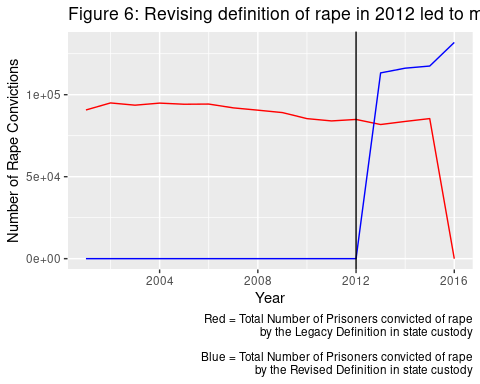 Figure 6: Revising definition of rape in 2012 led to m
Number of Rape Convictions
1e+05
5e+04
0e+00
2004 2008 2012 2016
Year
Red = Total Number of Prisoners convicted of rape
by the Legacy Definition in state custody
Blue = Total Number of Prisoners convicted of rape
by the Revised Definition in state custody